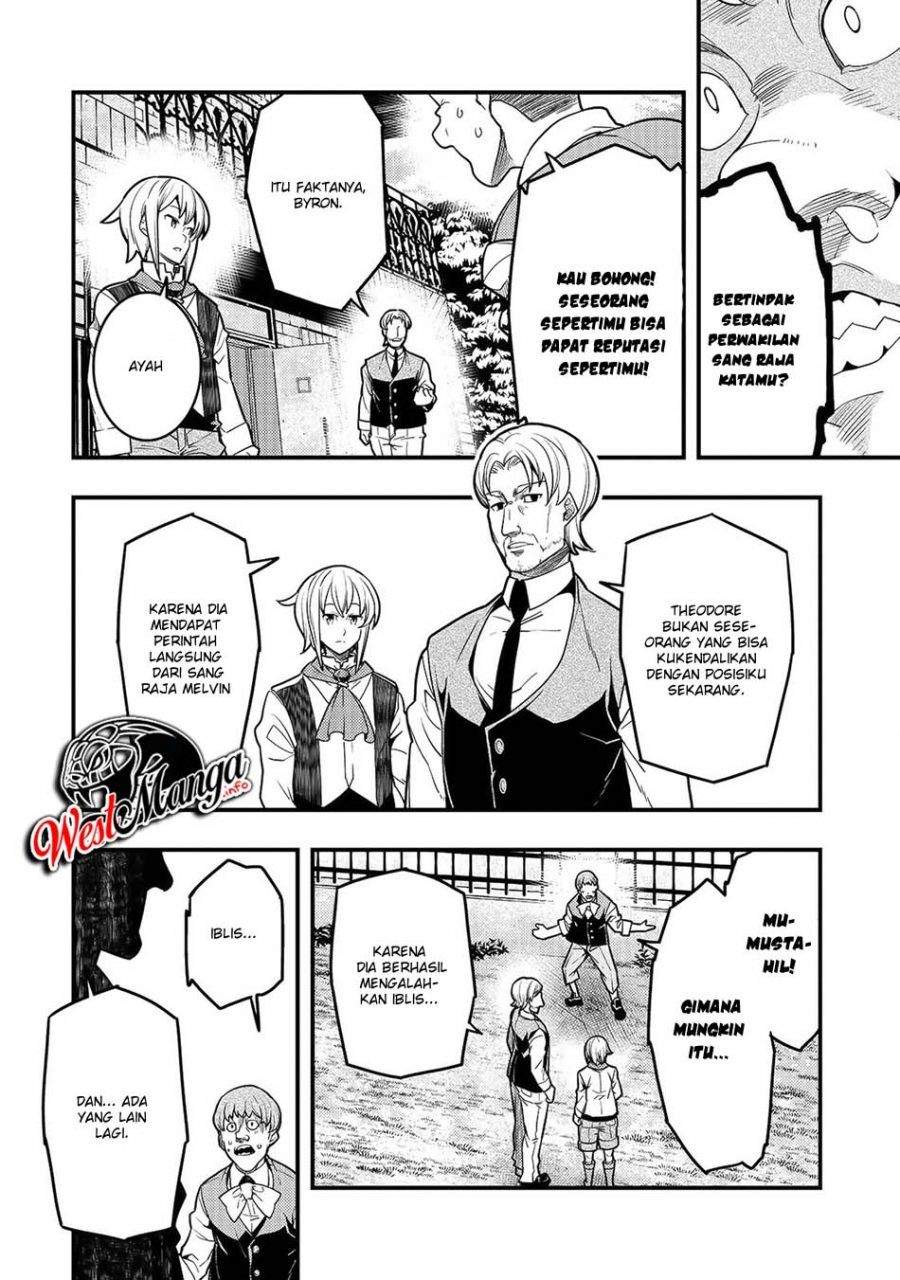 BERTINDAK
SEBAGAI
PERWAKILAN
SANG RAJA
KATAMU?
KAU BOHONG!
SESEORANG
SEPERTIMU BISA
DAPAT REPUTASI
SEPERTIMU!
ITU FAKTANYA,
BYRON.
AYAH
THEODORE
BUKAN SESE-
ORANG YANG BISA
KUKENDALIKAN
DENGAN POSISIKU
SEKARANG.
KARENA DIA
MENDAPAT
PERINTAH
LANGSUNG
DARI SANG
RAJA MELVIN
WestManga
.info
MU-
MUSTA-
HIL!
GIMANA
MUNGKIN
ITU...
KARENA
DIA BERHASIL
MENGALAH-
KAN IBLIS...
IBLIS...
DAN... ADA
YANG LAIN
LAGI.